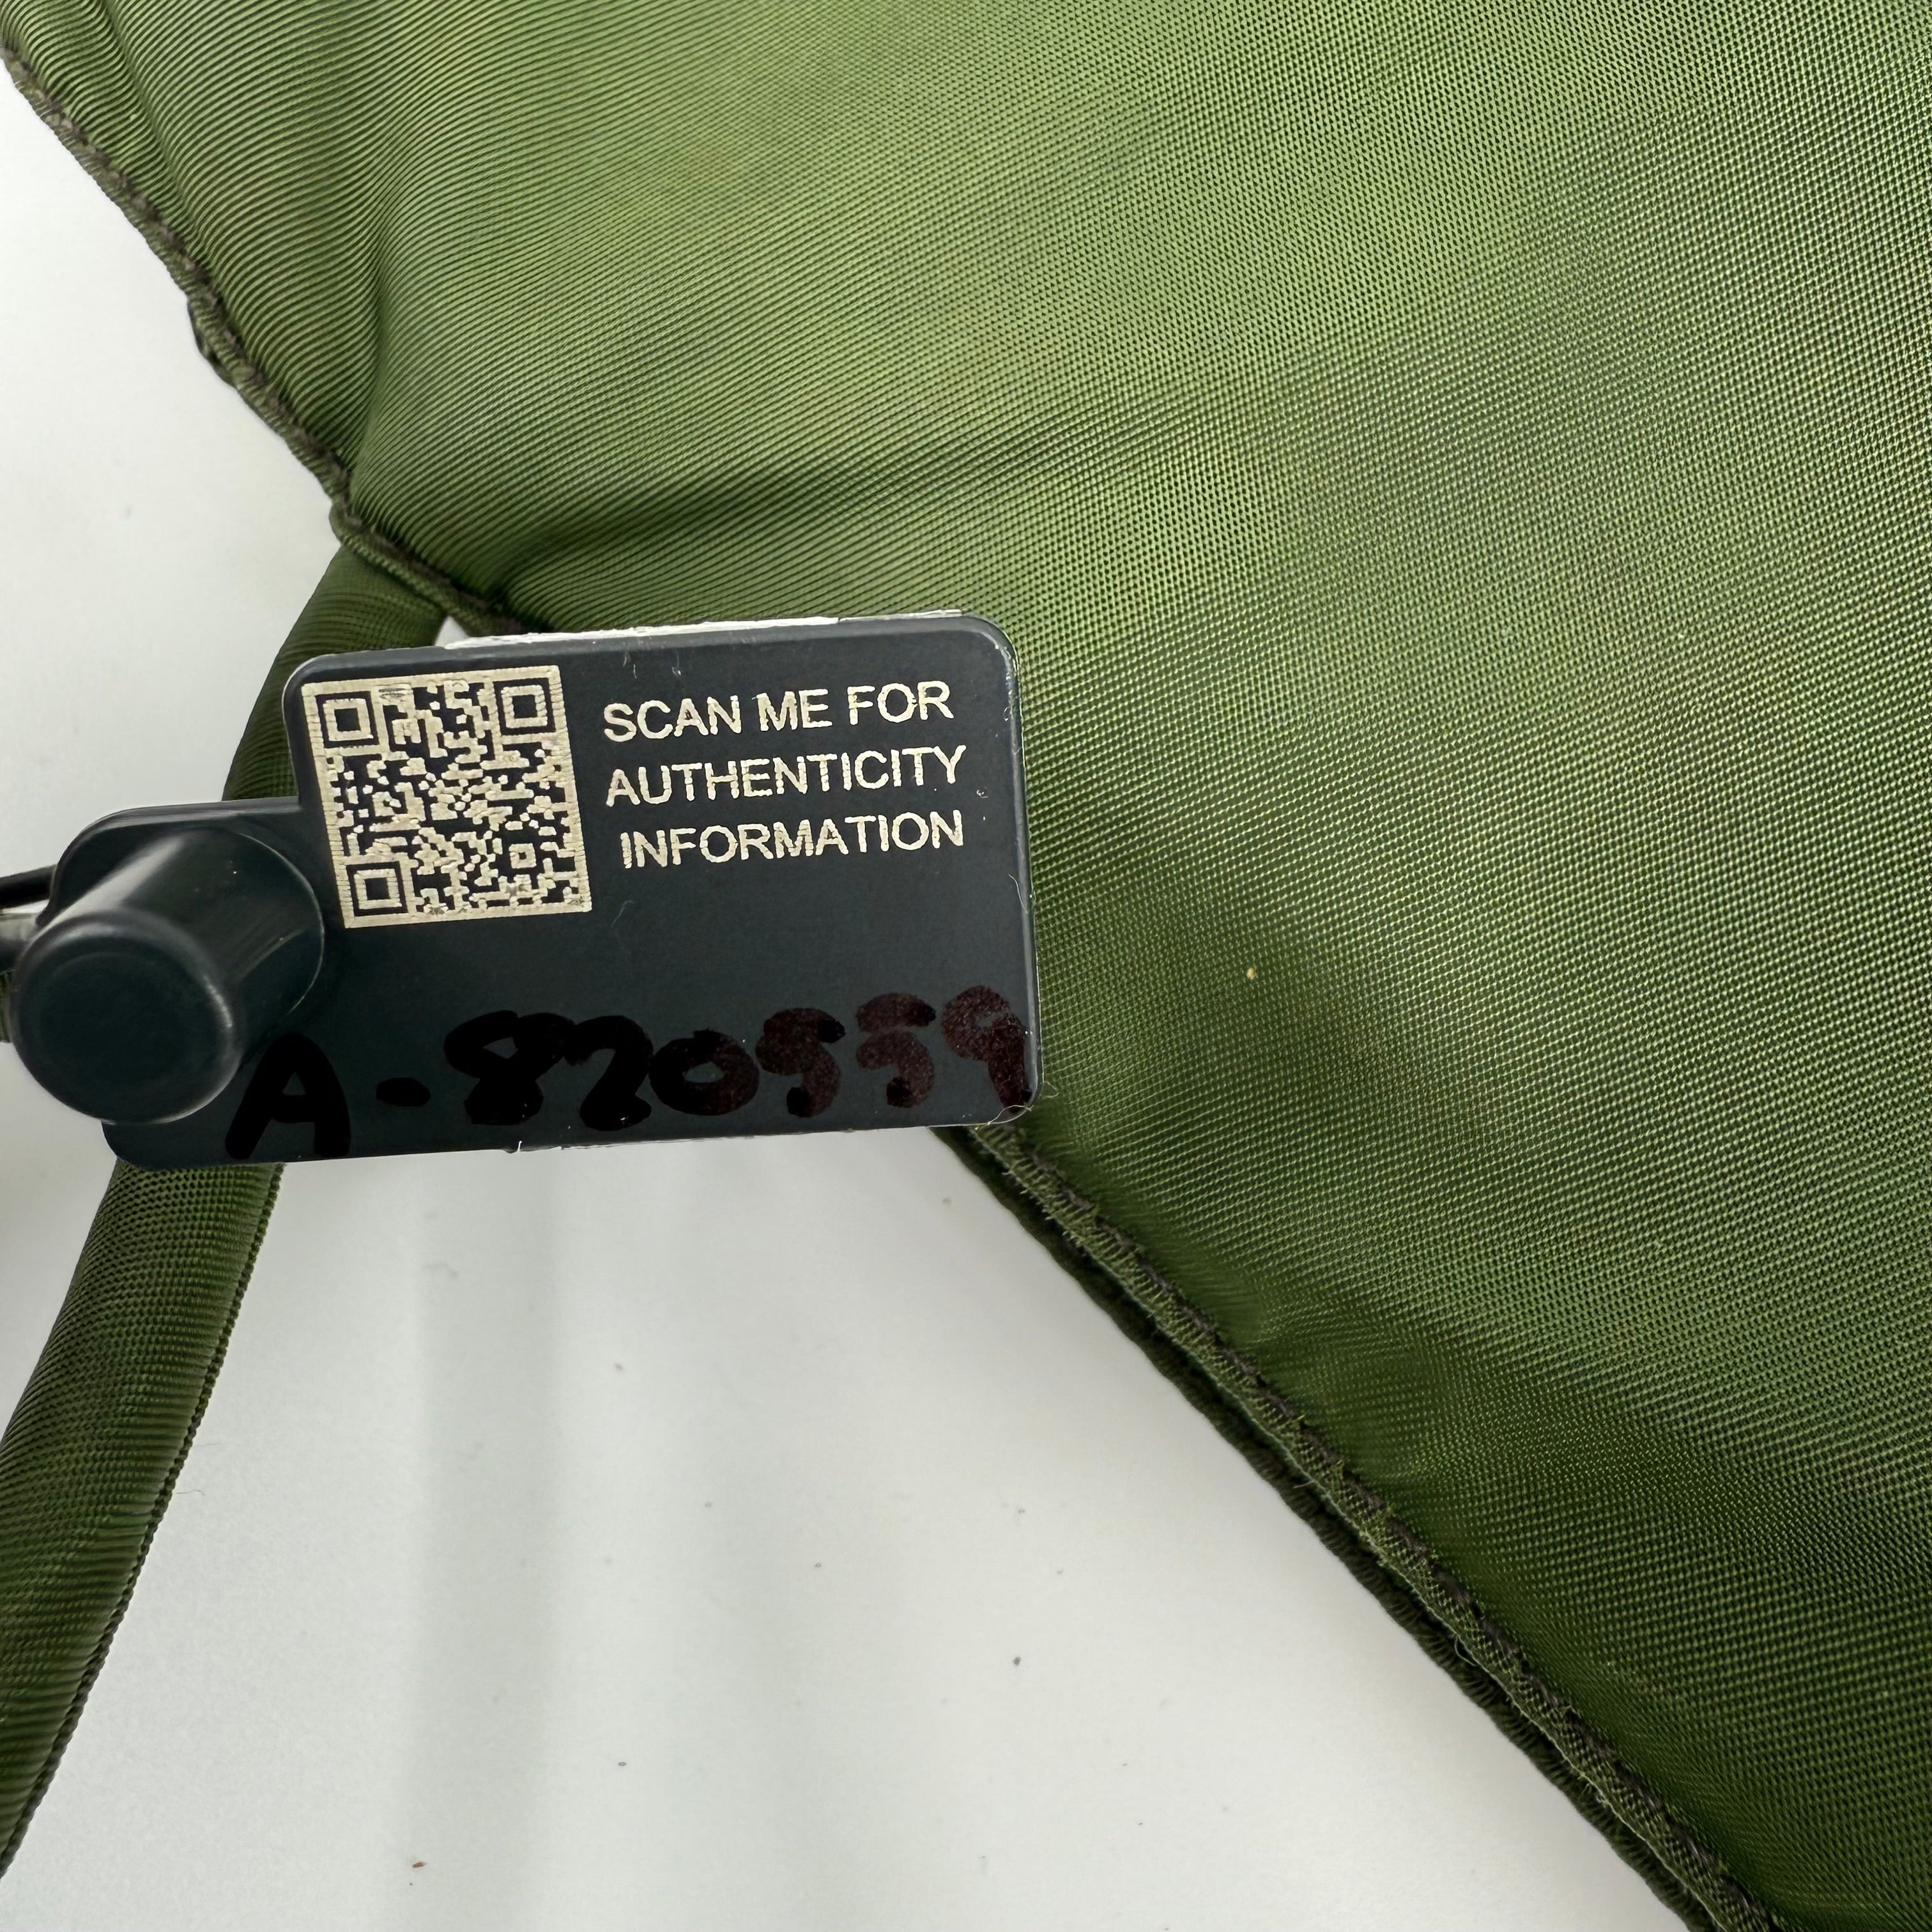 SCAN ME FOR
AUTHENTICITY
INFORMATION
A-820559